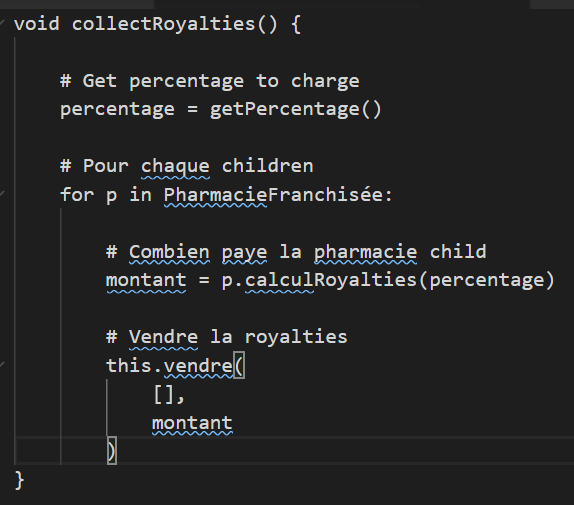 void collectRoyalties() {
# Get percentage to charge
percentage = getPercentage()
# Pour chaque children
for p in PharmacieFranchisée:
# Combien paye la pharmacie child
montant = p.calculRoyalties(percentage)
# Vendre la royalties
this.vendre(
[],
montant
)
}